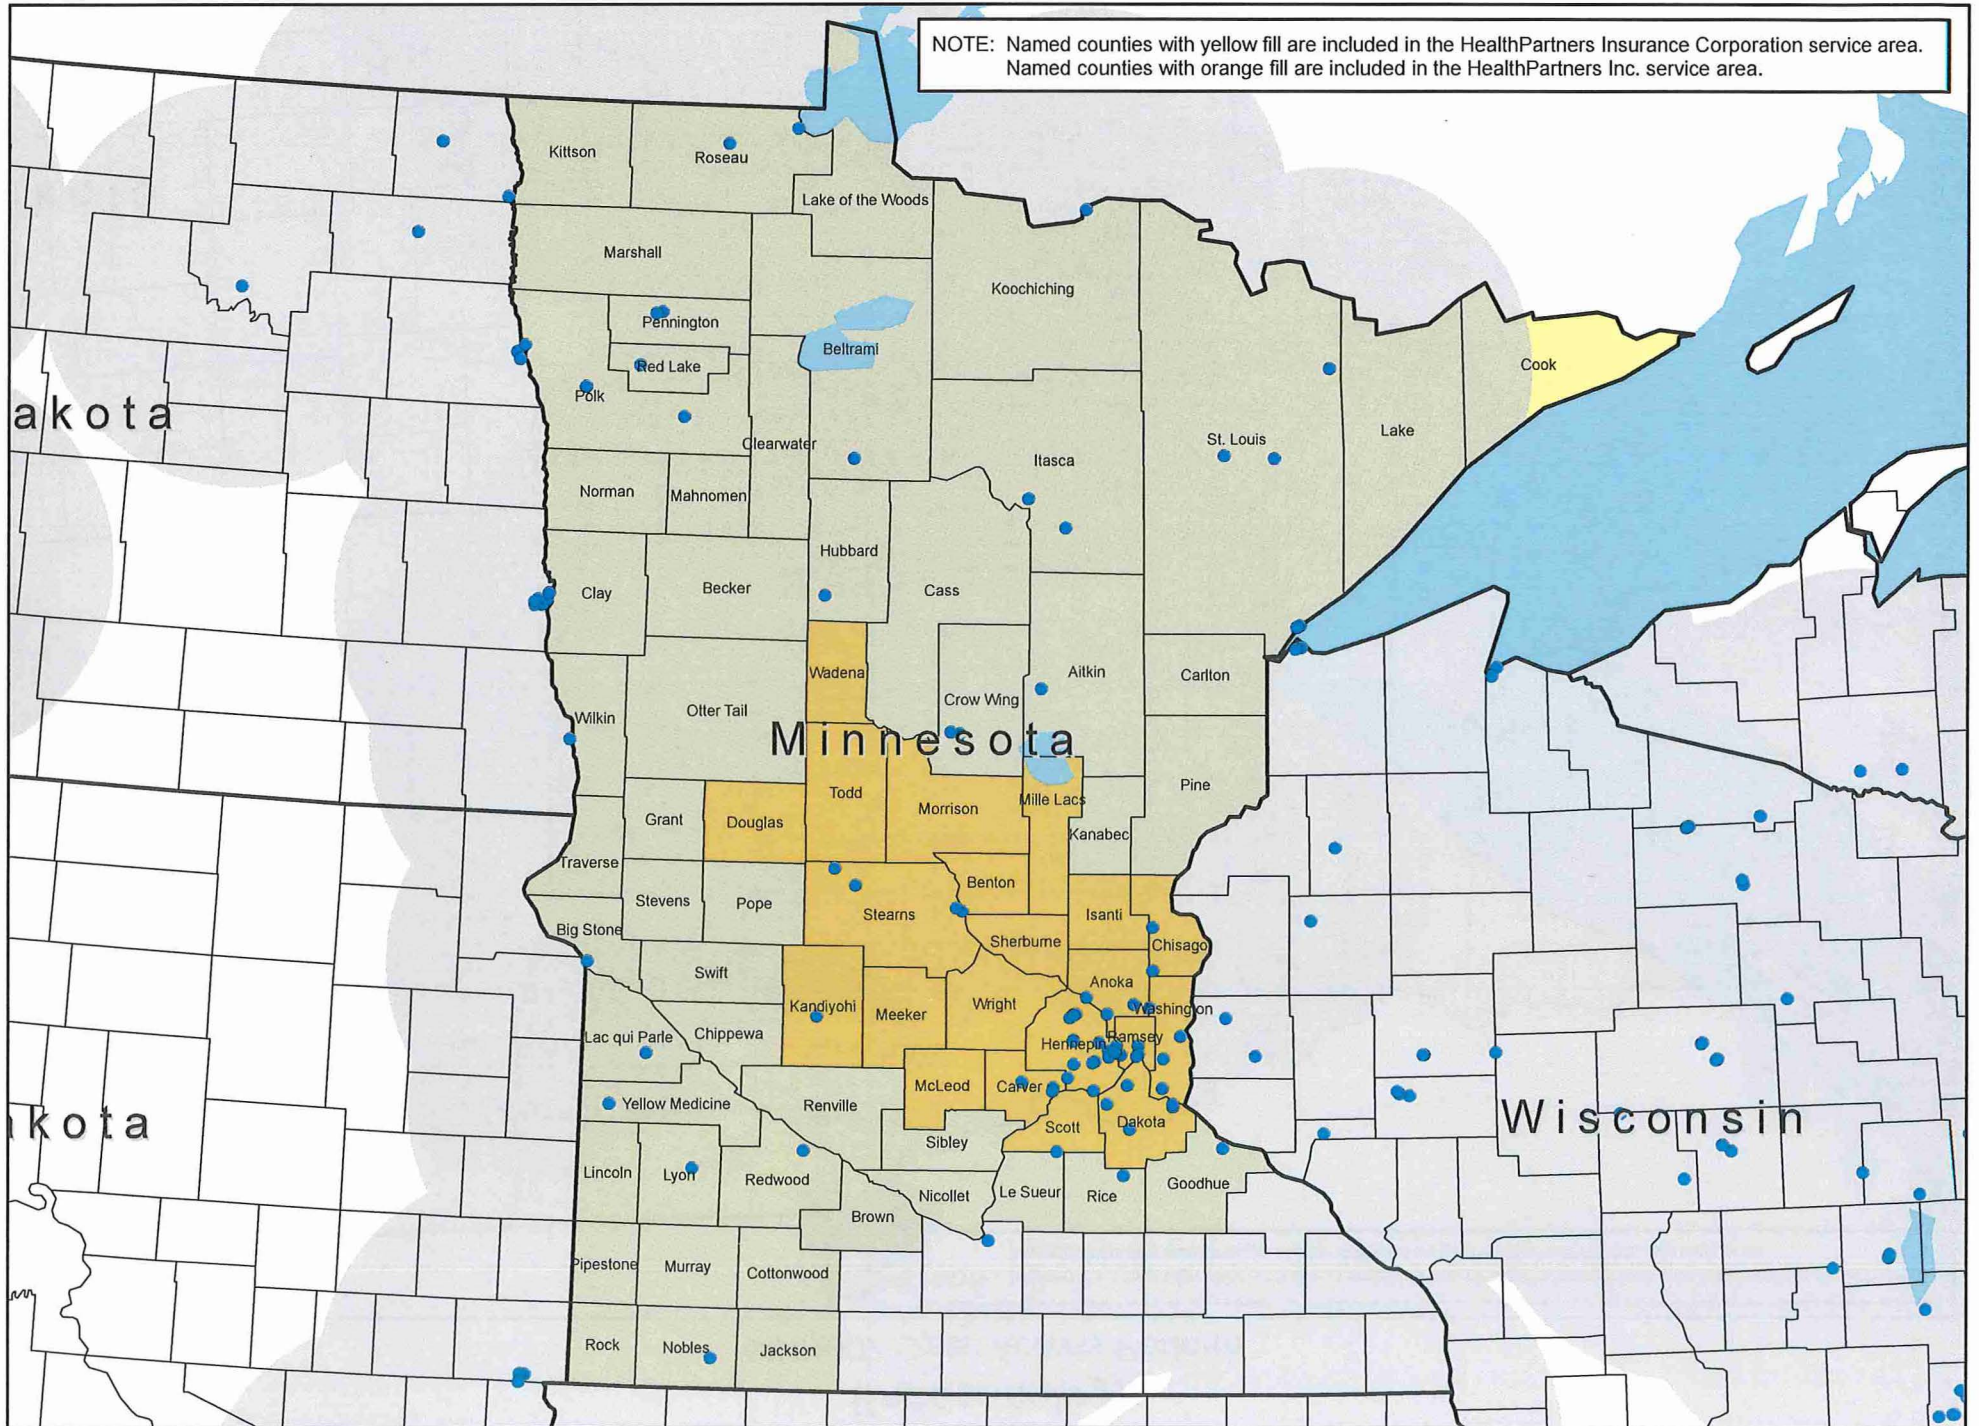 NOTE: Named counties with yellow fill are included in the HealthPartners Insurance Corporation service area.
Named counties with orange fill are included in the HealthPartners Inc. service area.
Kittson
Roseau
Lake of the Woods
Marshall
Koochiching
Pennington
Beltrami
Red Lake
Cook
Polk
akota
Clearwater
St. Louis
Lake
Itasca
Norman
Mahnomen
Hubbard
Clay
Becker
Cass
Wadena
Aitkin
Carlton
Crow Wing
Otter Tail
Wilkin
Minnesota
Pine
Todd
Mille Lacs
Morrison
Grant
Douglas
Kanabec
Traverse
Benton
Stevens
Pope
Stearns
Isanti
Big Stone
Sherburne
Chisago
Swift
Anoka
Kandiyohi
Wright
Washington
Meeker
Lac qui Parle
Chippewa
Ramsey
Hennepin
McLeod
Carver
Yellow Medicine
Renville
kota
Wisconsin
Scott
Dakota
Sibley
Lincoln
Lyon
Redwood
Nicollet
Le Sueur
Rice
Goodhue
Brown
Pipestone
Murray
Cottonwood
Rock
Nobles
Jackson